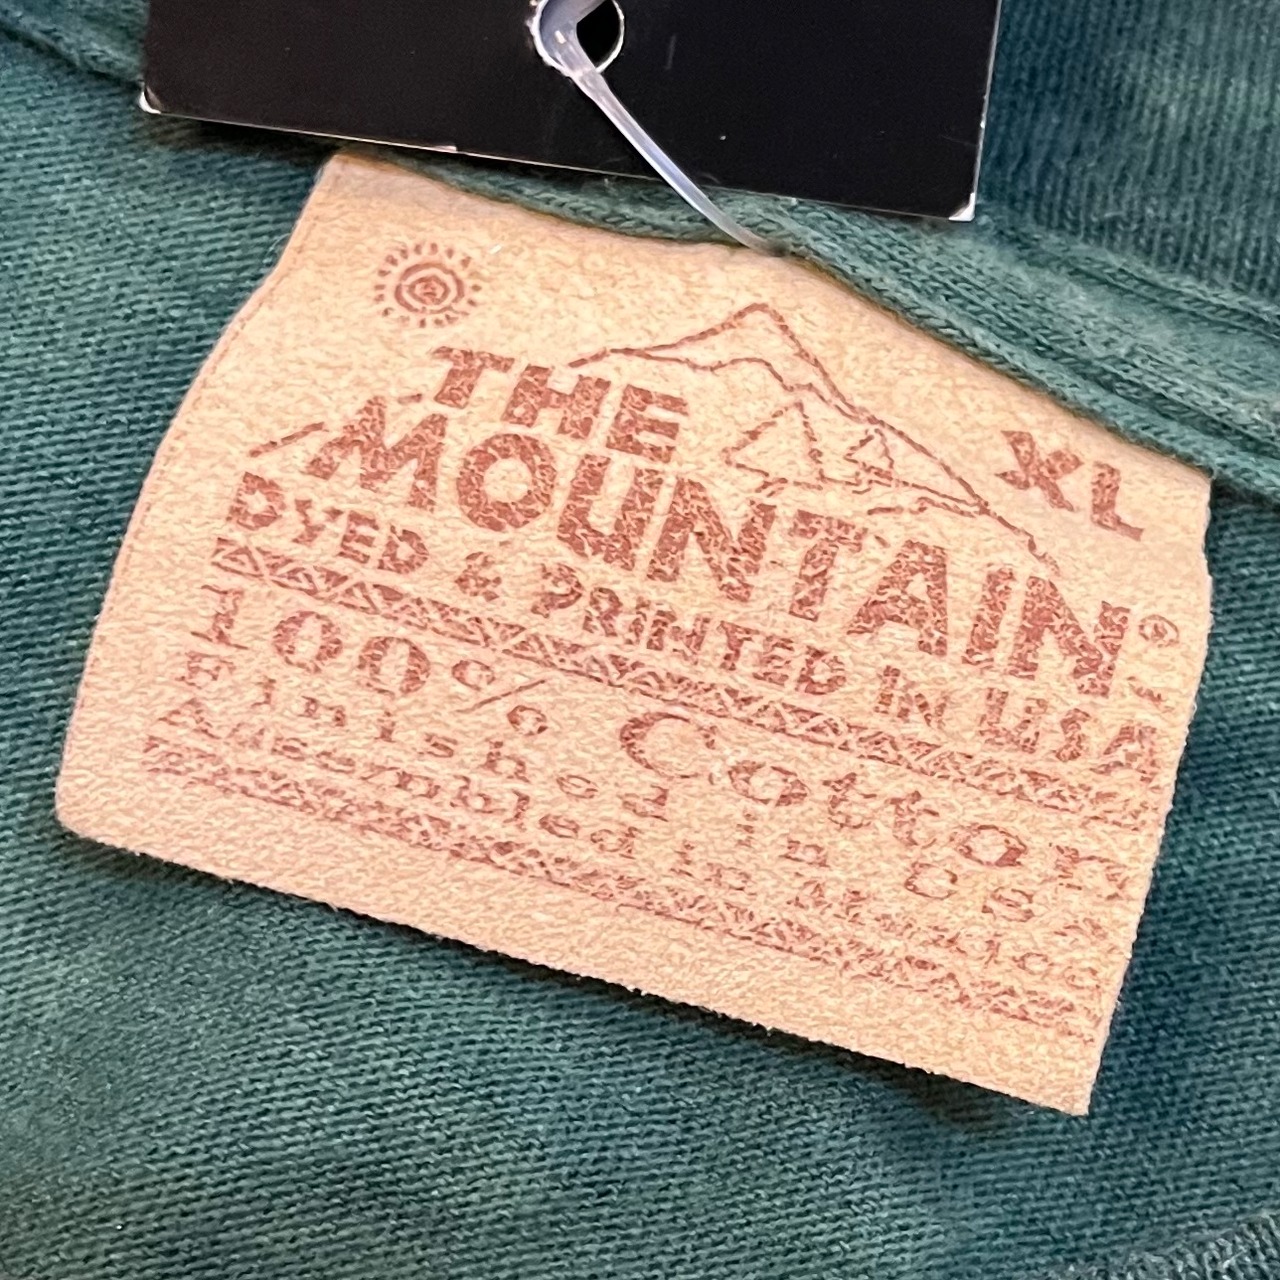 XL
THE
MOUNTAIN®
DYED & PRINTED IN USA
100% Cotton
Finished in USA
Assembled in Mexico